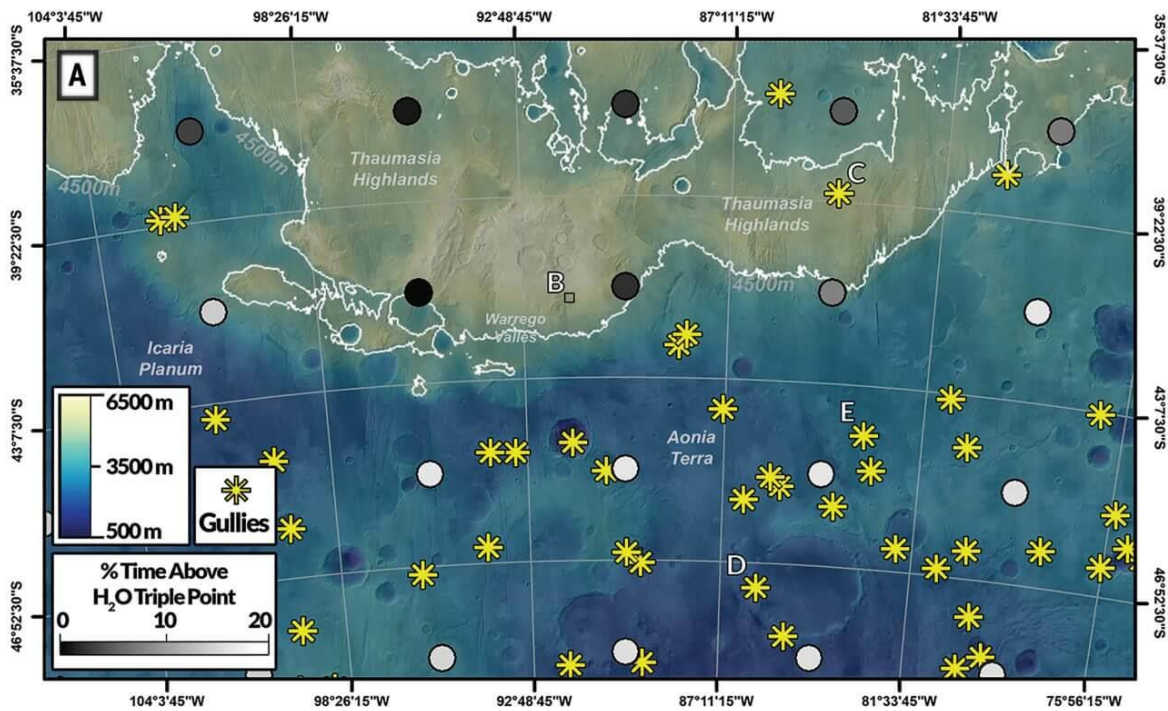 104°3'45"W 98°26'15"W 92°48'45"W 87°11'15"W 81°33'45"W
35°37'30"S
35°37'30"S
A
4500m
4500m
Thaumasia
Highlands
C
Thaumasia
Highlands
39°22'30"S
39°22'30"S
B
4500m
Warrego
Valles
Icaria
Planum
6500 m
3500 m
500 m
Gullies
43°7'30"S
43°7'30"S
E
Aonia
Terra
D
% Time Above
H₂O Triple Point
0 10 20
46°52'30"S
46°52'30"S
104°3'45"W 98°26'15"W 92°48'45"W 87°11'15"W 81°33'45"W 75°56'15"W